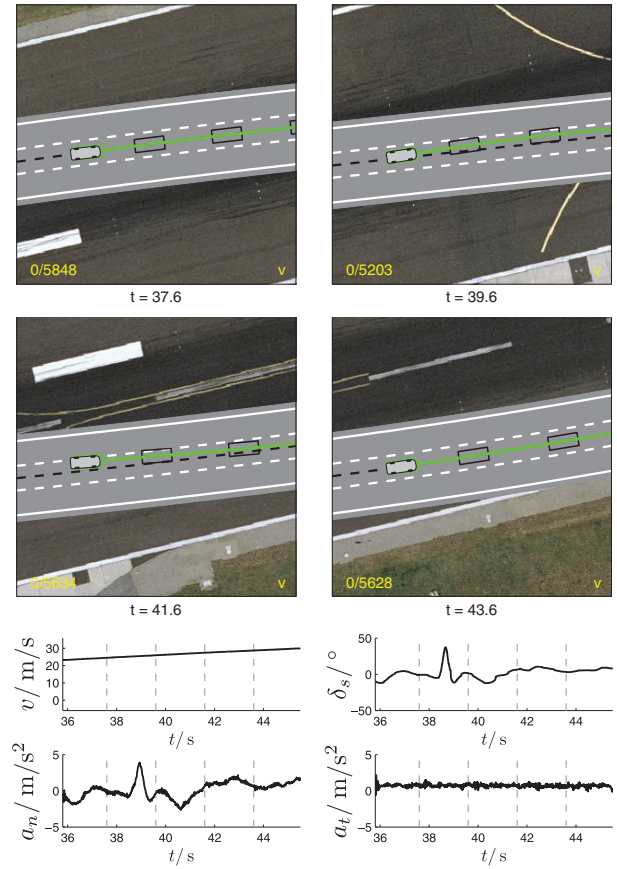 0/5848 v
0/5203 v
t = 37.6
t = 39.6
0/5834 v
0/5628 v
t = 41.6
t = 43.6
v/ m/s
30
20
10
0
36 38 40 42 44
t/ s
δs/ °
50
0
-50
36 38 40 42 44
t/ s
an/ m/s²
5
0
-5
36 38 40 42 44
t/ s
at/ m/s²
5
0
-5
36 38 40 42 44
t/ s